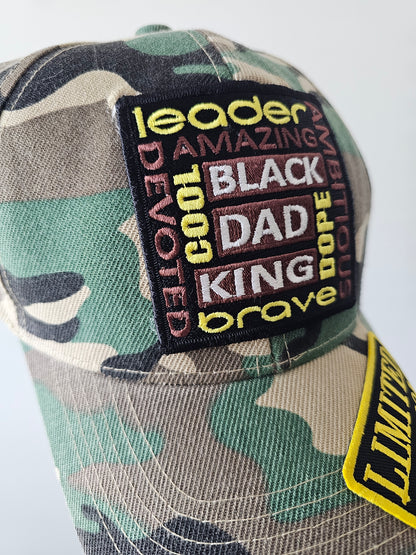 leader
AMAZING
DEVOTED
COOL
BLACK
DAD
KING
DOPE
AMBITIOUS
brave